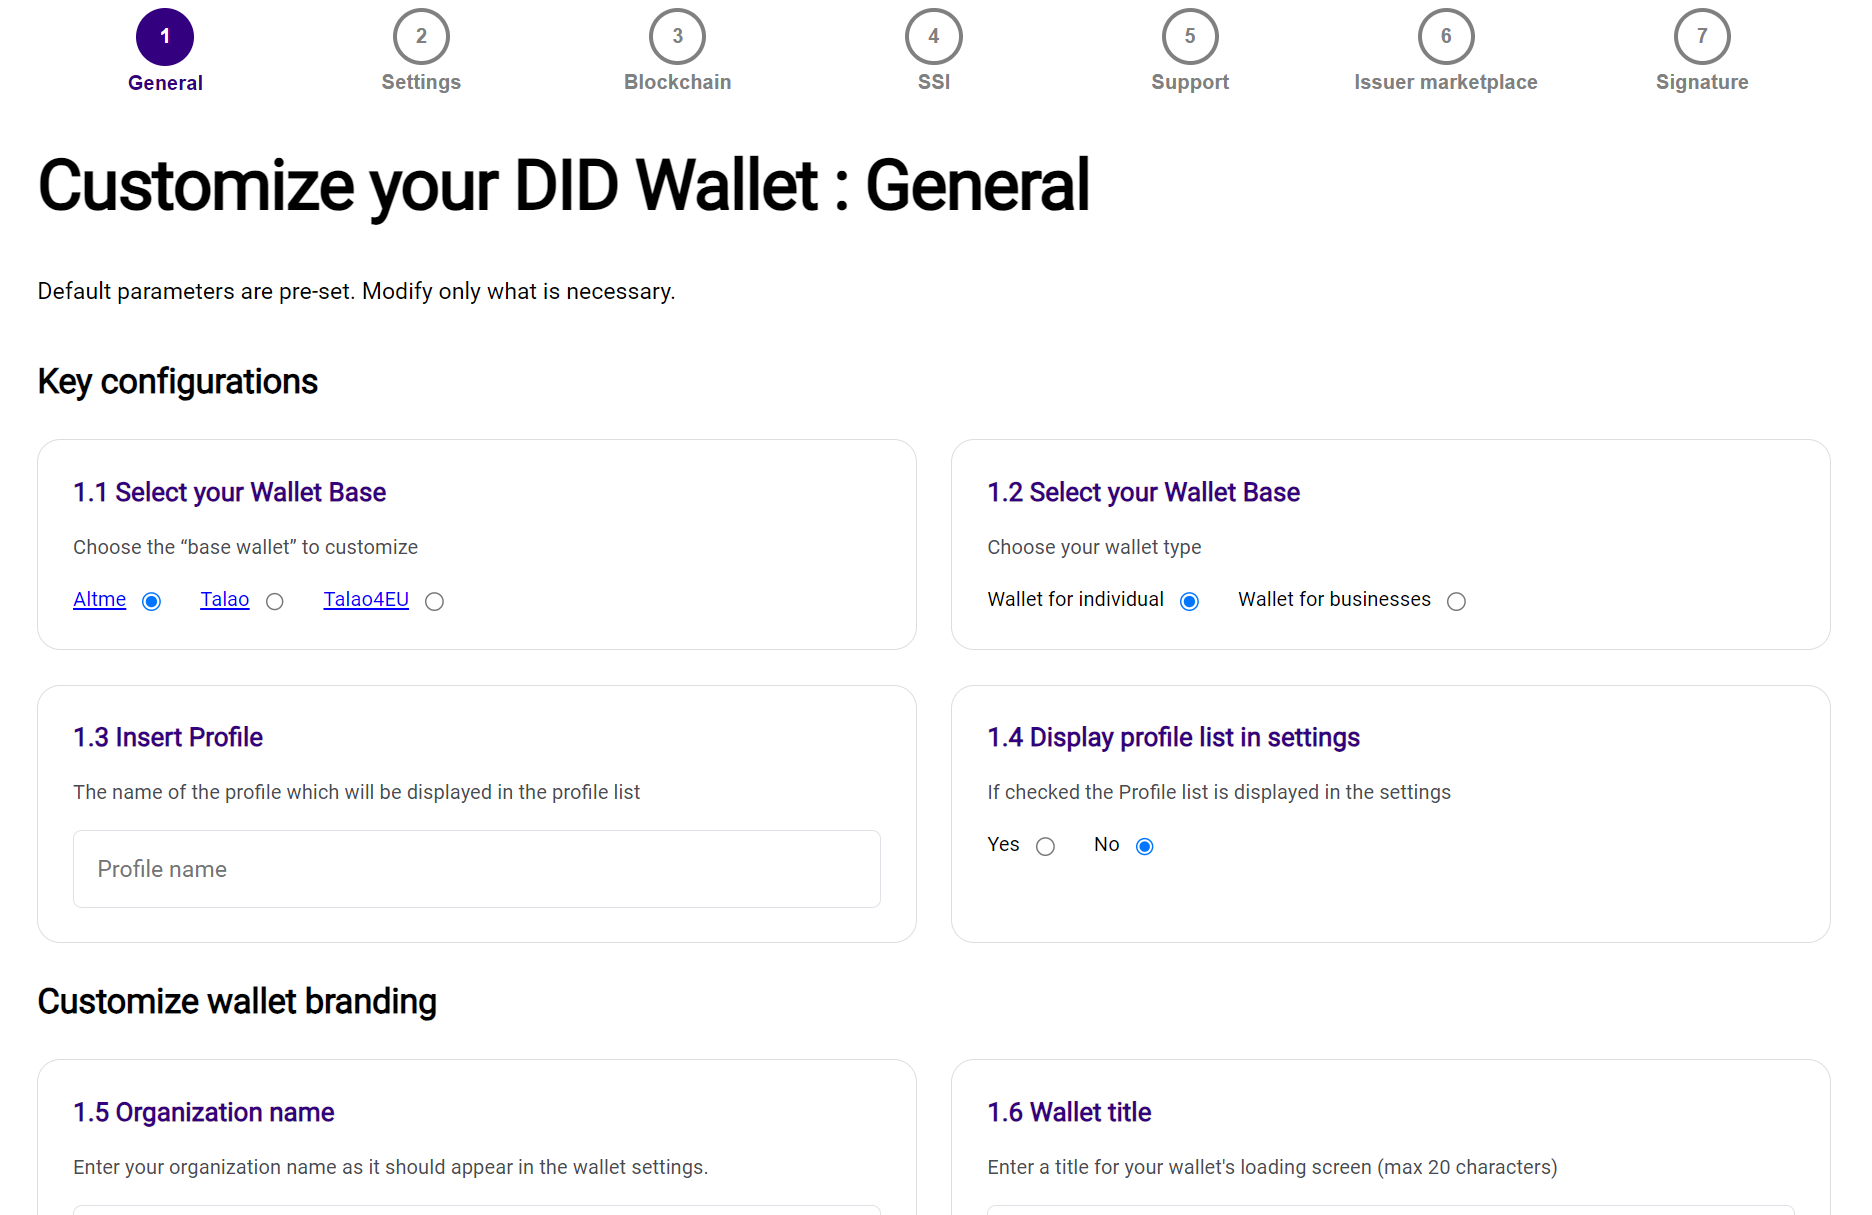 1 2 3 4 5 6 7
General Settings Blockchain SSI Support Issuer marketplace Signature
Customize your DID Wallet : General
Default parameters are pre-set. Modify only what is necessary.
Key configurations
1.1 Select your Wallet Base
Choose the “base wallet” to customize
Altme Talao Talao4EU
1.2 Select your Wallet Base
Choose your wallet type
Wallet for individual Wallet for businesses
1.3 Insert Profile
The name of the profile which will be displayed in the profile list
Profile name
1.4 Display profile list in settings
If checked the Profile list is displayed in the settings
Yes No
Customize wallet branding
1.5 Organization name
Enter your organization name as it should appear in the wallet settings.
1.6 Wallet title
Enter a title for your wallet's loading screen (max 20 characters)